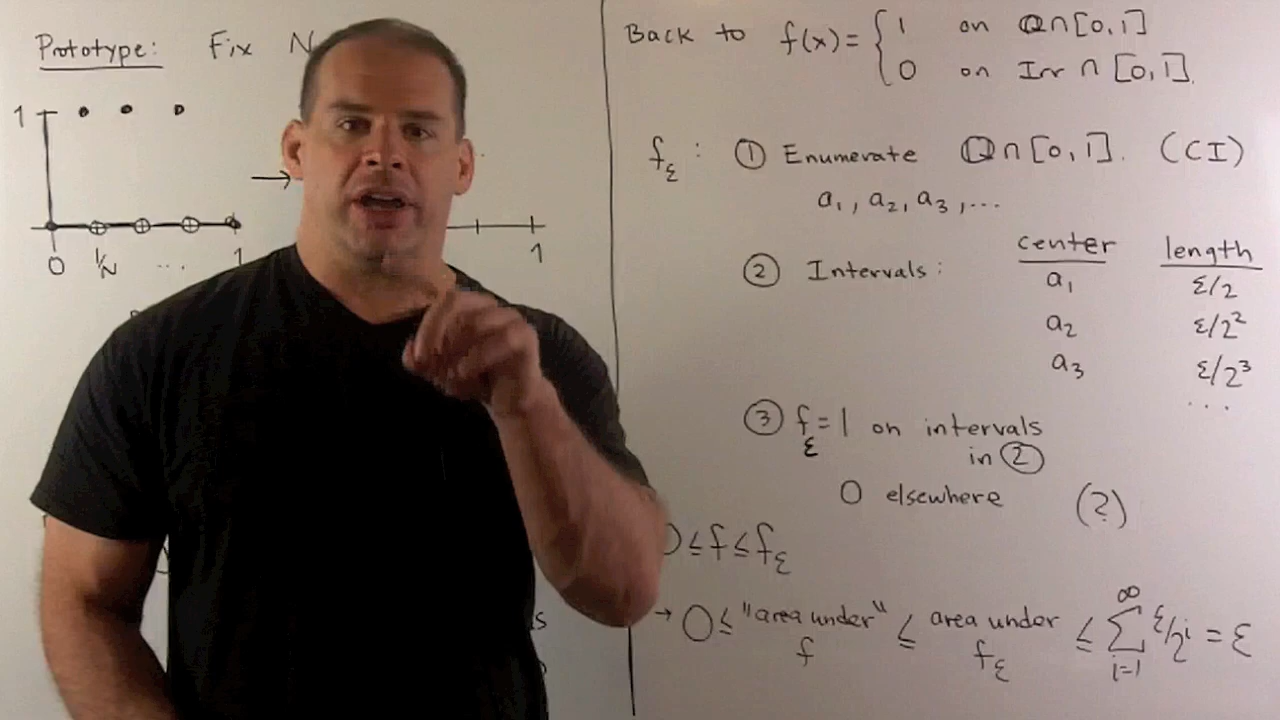 Prototype: Fix N
1
0 1/N ... 1
1
Back to f(x) = { 1 on ℚ∩[0,1]
0 on Irr ∩ [0,1].
f_ε : ① Enumerate ℚ∩[0,1]. (CI)
a₁, a₂, a₃, ...
② Intervals: center length
a₁ ε/2
a₂ ε/2²
a₃ ε/2³
...
③ f_ε = 1 on intervals
in ②
0 elsewhere (?)
≤ f ≤ f_ε
→ 0 ≤ "area under" f ≤ area under f_ε ≤ ∑_{i=1}^{∞} ε/2^i = ε